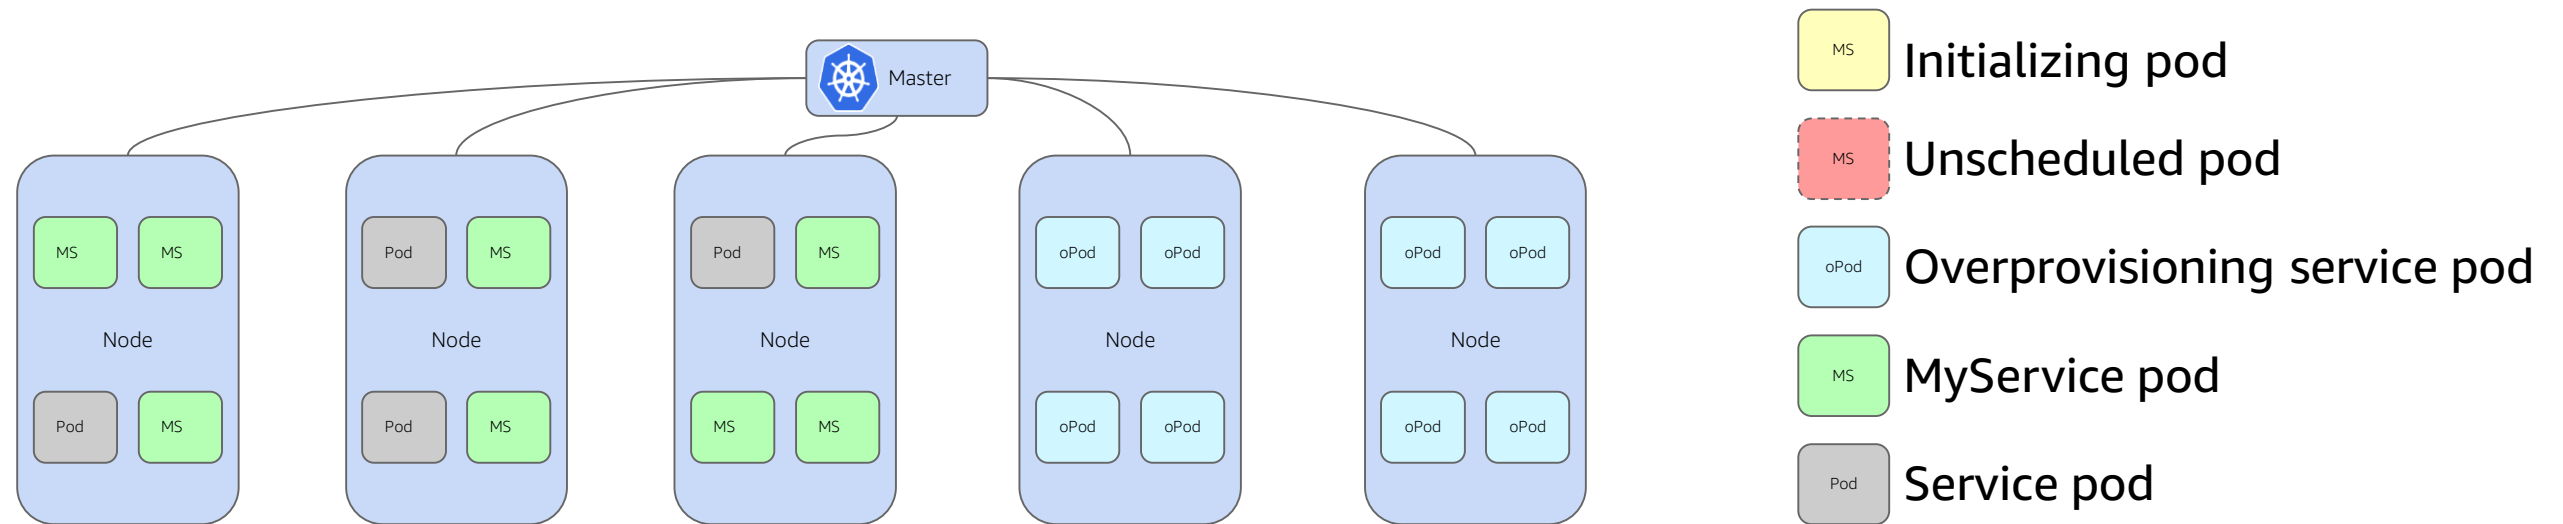 Master
MS MS
Node
Pod MS
Pod MS
Node
Pod MS
Pod MS
Node
MS MS
oPod oPod
Node
oPod oPod
oPod oPod
Node
oPod oPod
MS Initializing pod
MS Unscheduled pod
oPod Overprovisioning service pod
MS MyService pod
Pod Service pod